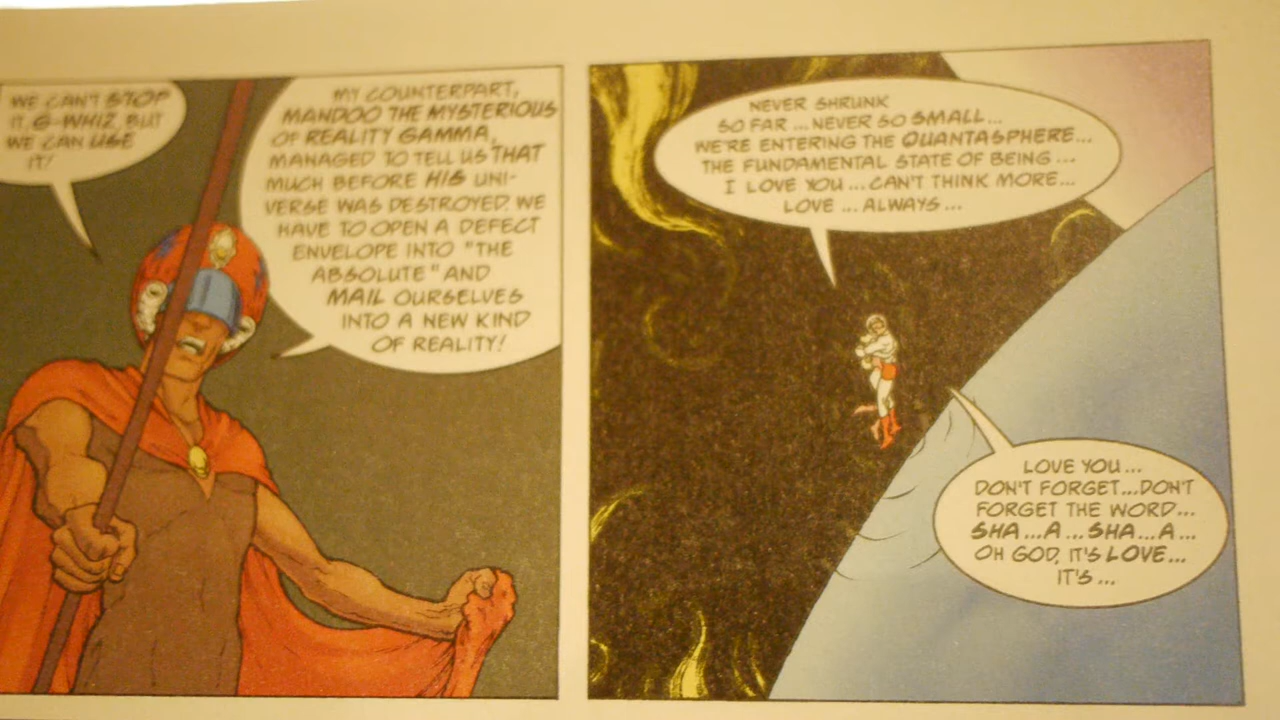 WE CAN'T STOP
IT, G-WHIZ, BUT
WE CAN USE
IT!
MY COUNTERPART,
MANDOO THE MYSTERIOUS
OF REALITY GAMMA,
MANAGED TO TELL US THAT
MUCH BEFORE HIS UNI-
VERSE WAS DESTROYED. WE
HAVE TO OPEN A DEFECT
ENVELOPE INTO "THE
ABSOLUTE" AND
MAIL OURSELVES
INTO A NEW KIND
OF REALITY!
NEVER SHRUNK
SO FAR ... NEVER SO SMALL...
WE'RE ENTERING THE QUANTASPHERE...
THE FUNDAMENTAL STATE OF BEING ...
I LOVE YOU ... CAN'T THINK MORE...
LOVE ... ALWAYS ...
LOVE YOU ...
DON'T FORGET...DON'T
FORGET THE WORD...
SHA...A ... SHA...A ...
OH GOD, IT'S LOVE...
IT'S ...